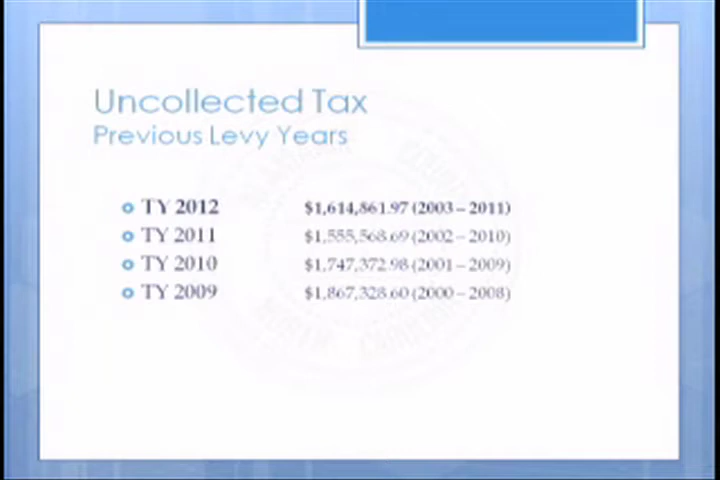 Uncollected Tax
Previous Levy Years
TY 2012 $1,614,861.97 (2003 – 2011)
TY 2011 $1,555,568.69 (2002 – 2010)
TY 2010 $1,747,372.98 (2001 – 2009)
TY 2009 $1,867,328.60 (2000 – 2008)